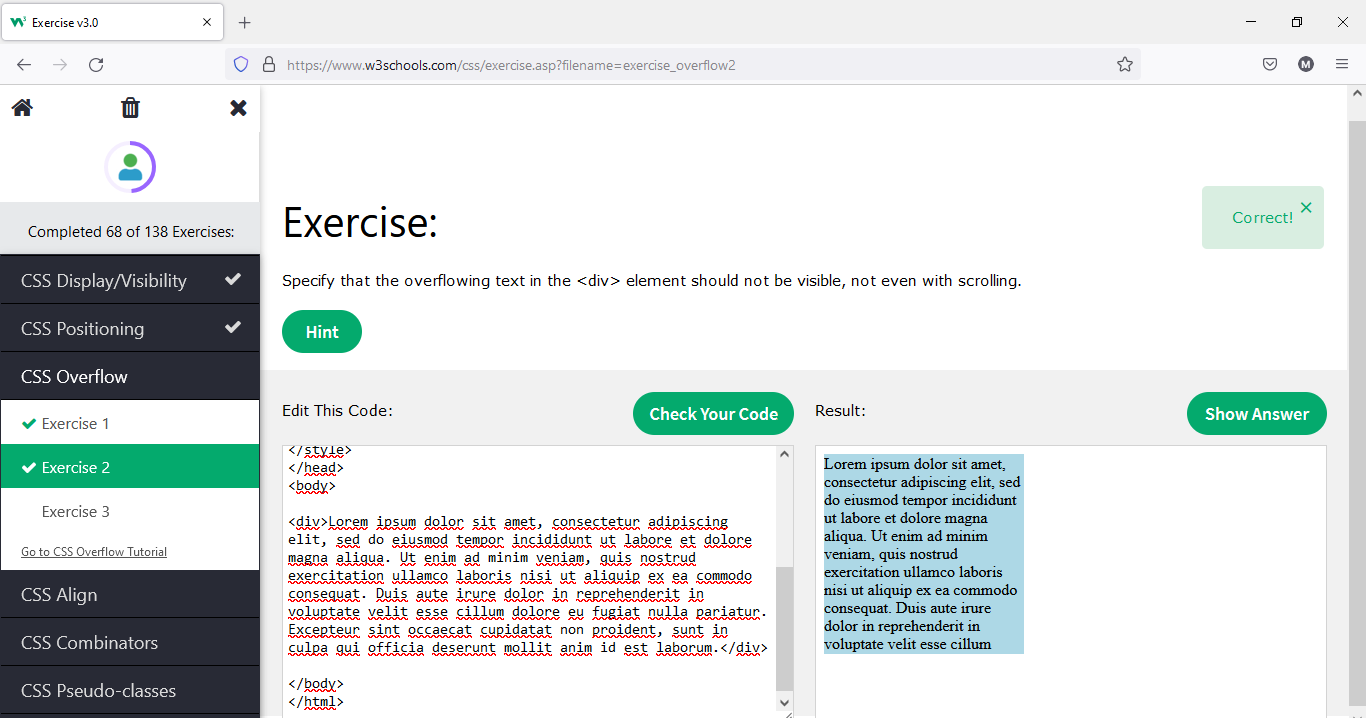 Exercise v3.0
https://www.w3schools.com/css/exercise.asp?filename=exercise_overflow2
M
Completed 68 of 138 Exercises:
CSS Display/Visibility
CSS Positioning
CSS Overflow
Exercise 1
Exercise 2
Exercise 3
Go to CSS Overflow Tutorial
CSS Align
CSS Combinators
CSS Pseudo-classes
Exercise:
Correct!
Specify that the overflowing text in the <div> element should not be visible, not even with scrolling.
Hint
Edit This Code:
Check Your Code
</style>
</head>
<body>
<div>Lorem ipsum dolor sit amet, consectetur adipiscing
elit, sed do eiusmod tempor incididunt ut labore et dolore
magna aliqua. Ut enim ad minim veniam, quis nostrud
exercitation ullamco laboris nisi ut aliquip ex ea commodo
consequat. Duis aute irure dolor in reprehenderit in
voluptate velit esse cillum dolore eu fugiat nulla pariatur.
Excepteur sint occaecat cupidatat non proident, sunt in
culpa qui officia deserunt mollit anim id est laborum.</div>
</body>
</html>
Result:
Show Answer
Lorem ipsum dolor sit amet,
consectetur adipiscing elit, sed
do eiusmod tempor incididunt
ut labore et dolore magna
aliqua. Ut enim ad minim
veniam, quis nostrud
exercitation ullamco laboris
nisi ut aliquip ex ea commodo
consequat. Duis aute irure
dolor in reprehenderit in
voluptate velit esse cillum